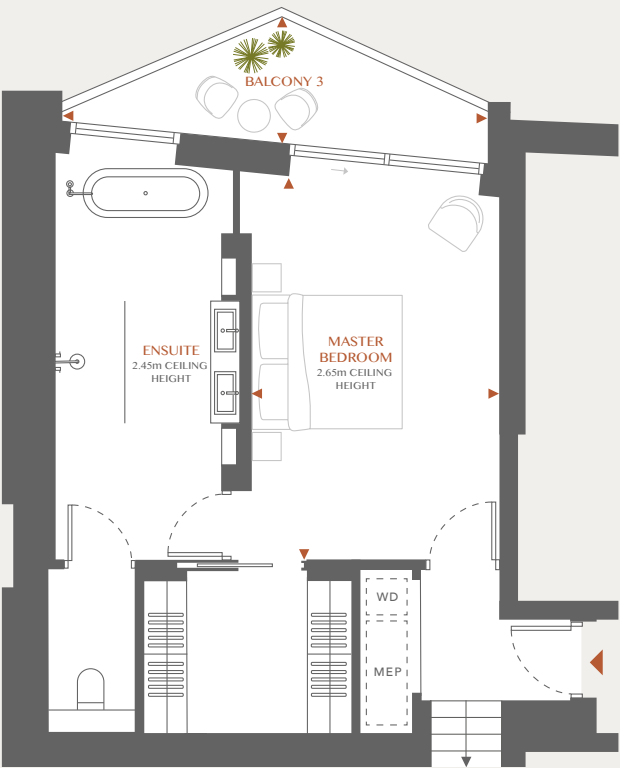 BALCONY 3
ENSUITE
2.45m CEILING
HEIGHT
MASTER
BEDROOM
2.65m CEILING
HEIGHT
WD
MEP